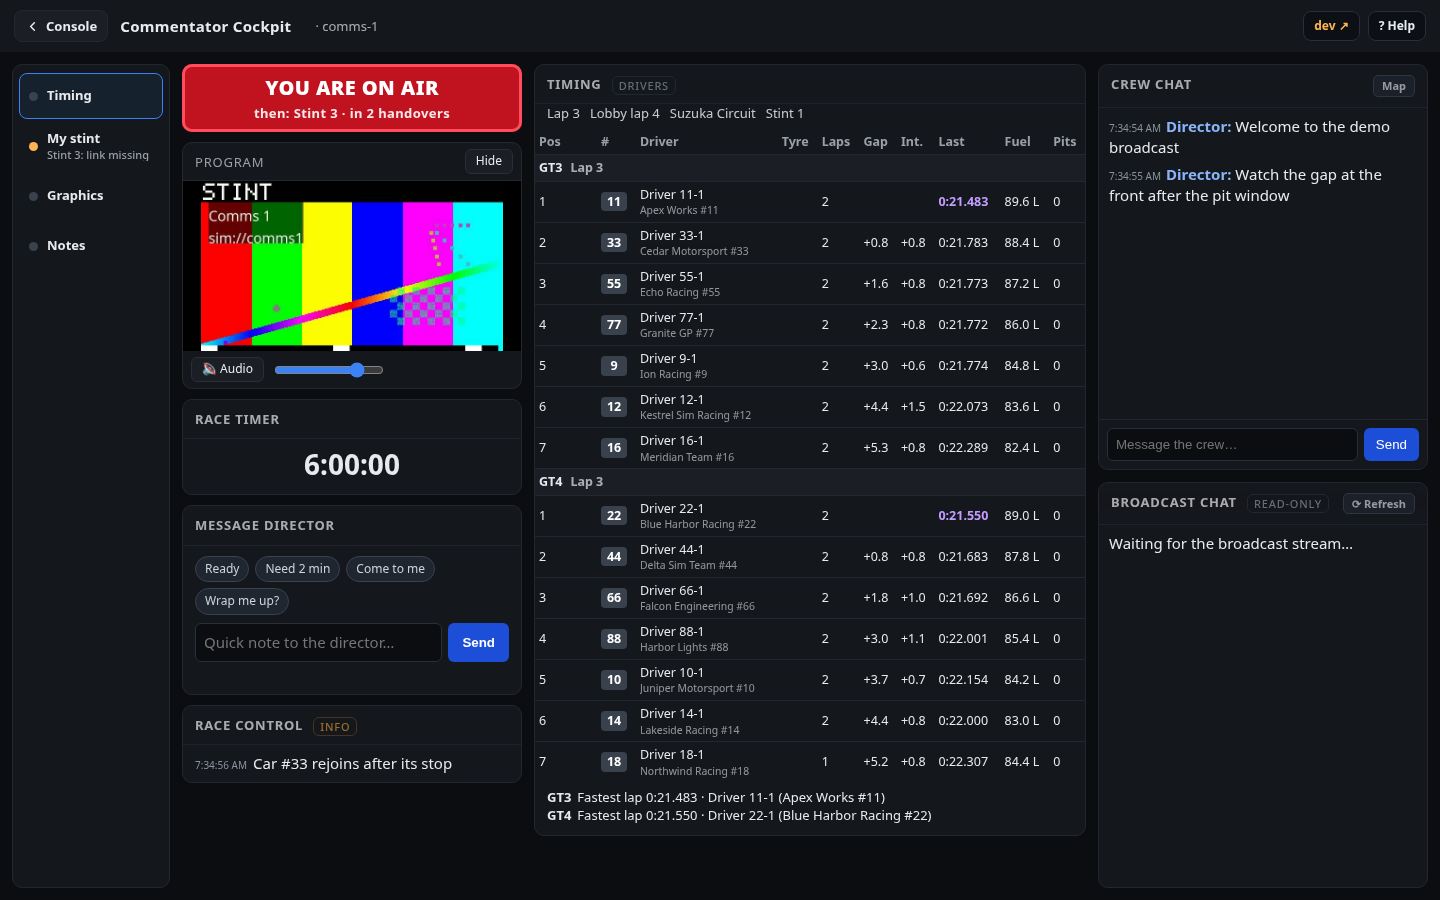 Console
Commentator Cockpit
· comms-1
dev ↗
? Help
Timing
My stint
Stint 3: link missing
Graphics
Notes
YOU ARE ON AIR
then: Stint 3 · in 2 handovers
PROGRAM
Hide
STINT
Comms 1
sim://comms1
Audio
RACE TIMER
6:00:00
MESSAGE DIRECTOR
Ready Need 2 min Come to me
Wrap me up?
Quick note to the director...
Send
RACE CONTROL INFO
7:34:56 AM Car #33 rejoins after its stop
TIMING DRIVERS
Lap 3 Lobby lap 4 Suzuka Circuit Stint 1
Pos # Driver Tyre Laps Gap Int. Last Fuel Pits
GT3 Lap 3
1 11 Driver 11-1 2 0:21.483 89.6 L 0
Apex Works #11
2 33 Driver 33-1 2 +0.8 +0.8 0:21.783 88.4 L 0
Cedar Motorsport #33
3 55 Driver 55-1 2 +1.6 +0.8 0:21.773 87.2 L 0
Echo Racing #55
4 77 Driver 77-1 2 +2.3 +0.8 0:21.772 86.0 L 0
Granite GP #77
5 9 Driver 9-1 2 +3.0 +0.6 0:21.774 84.8 L 0
Ion Racing #9
6 12 Driver 12-1 2 +4.4 +1.5 0:22.073 83.6 L 0
Kestrel Sim Racing #12
7 16 Driver 16-1 2 +5.3 +0.8 0:22.289 82.4 L 0
Meridian Team #16
GT4 Lap 3
1 22 Driver 22-1 2 0:21.550 89.0 L 0
Blue Harbor Racing #22
2 44 Driver 44-1 2 +0.8 +0.8 0:21.683 87.8 L 0
Delta Sim Team #44
3 66 Driver 66-1 2 +1.8 +1.0 0:21.692 86.6 L 0
Falcon Engineering #66
4 88 Driver 88-1 2 +3.0 +1.1 0:22.001 85.4 L 0
Harbor Lights #88
5 10 Driver 10-1 2 +3.7 +0.7 0:22.154 84.2 L 0
Juniper Motorsport #10
6 14 Driver 14-1 2 +4.4 +0.8 0:22.000 83.0 L 0
Lakeside Racing #14
7 18 Driver 18-1 1 +5.2 +0.8 0:22.307 84.4 L 0
Northwind Racing #18
GT3 Fastest lap 0:21.483 · Driver 11-1 (Apex Works #11)
GT4 Fastest lap 0:21.550 · Driver 22-1 (Blue Harbor Racing #22)
CREW CHAT
Map
7:34:54 AM Director: Welcome to the demo
broadcast
7:34:55 AM Director: Watch the gap at the
front after the pit window
Message the crew…
Send
BROADCAST CHAT READ-ONLY
⟳ Refresh
Waiting for the broadcast stream…